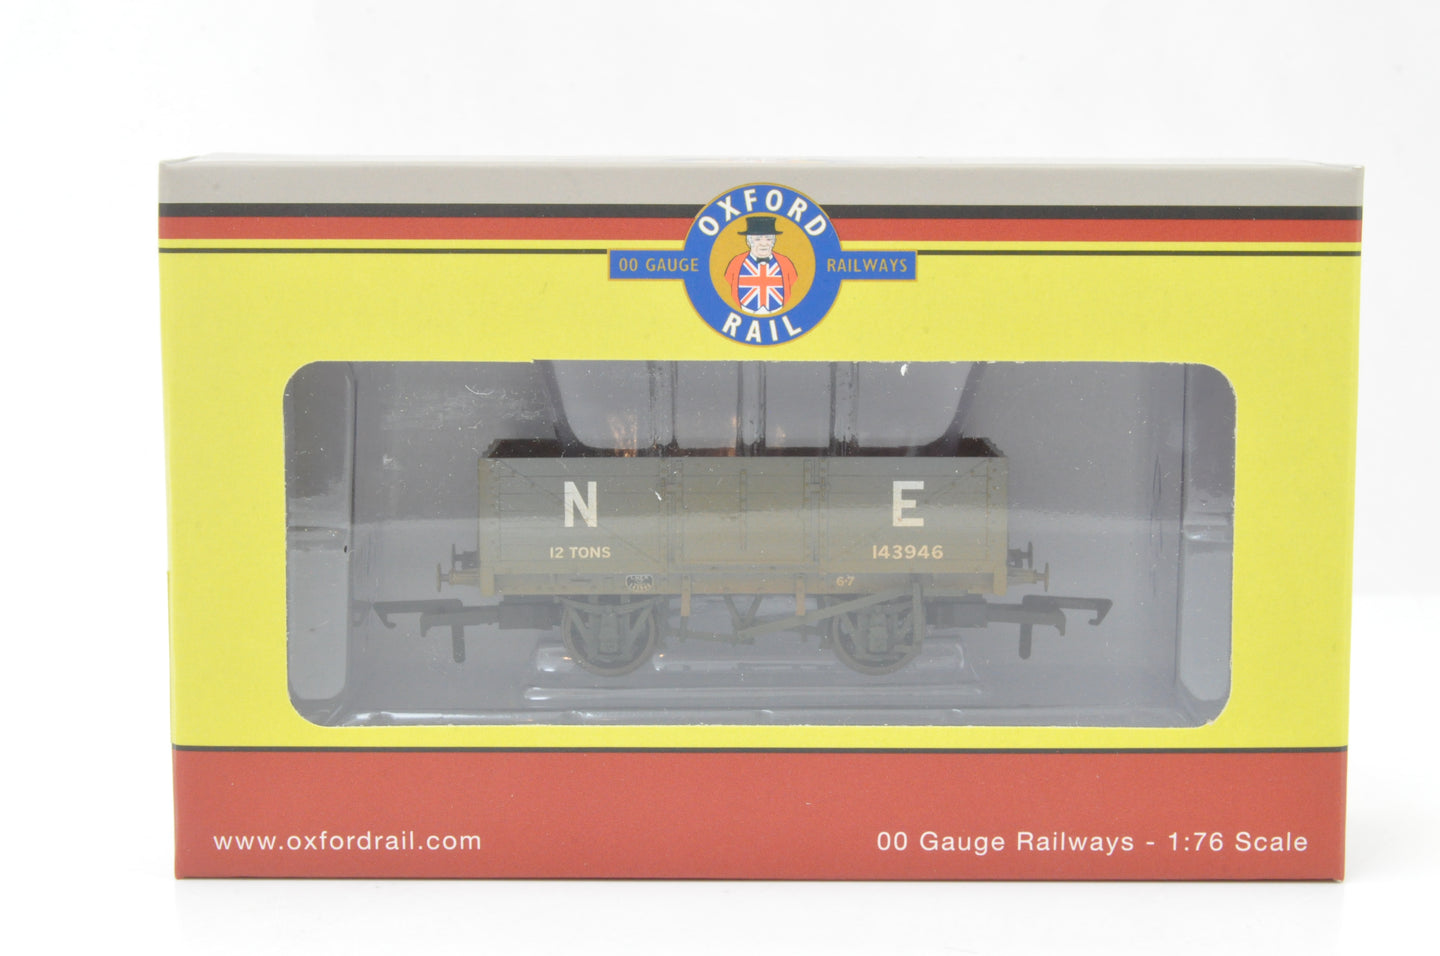 OXFORD
00 GAUGE RAILWAYS
RAIL
N E
12 TONS 143946
6-7
www.oxfordrail.com
00 Gauge Railways - 1:76 Scale